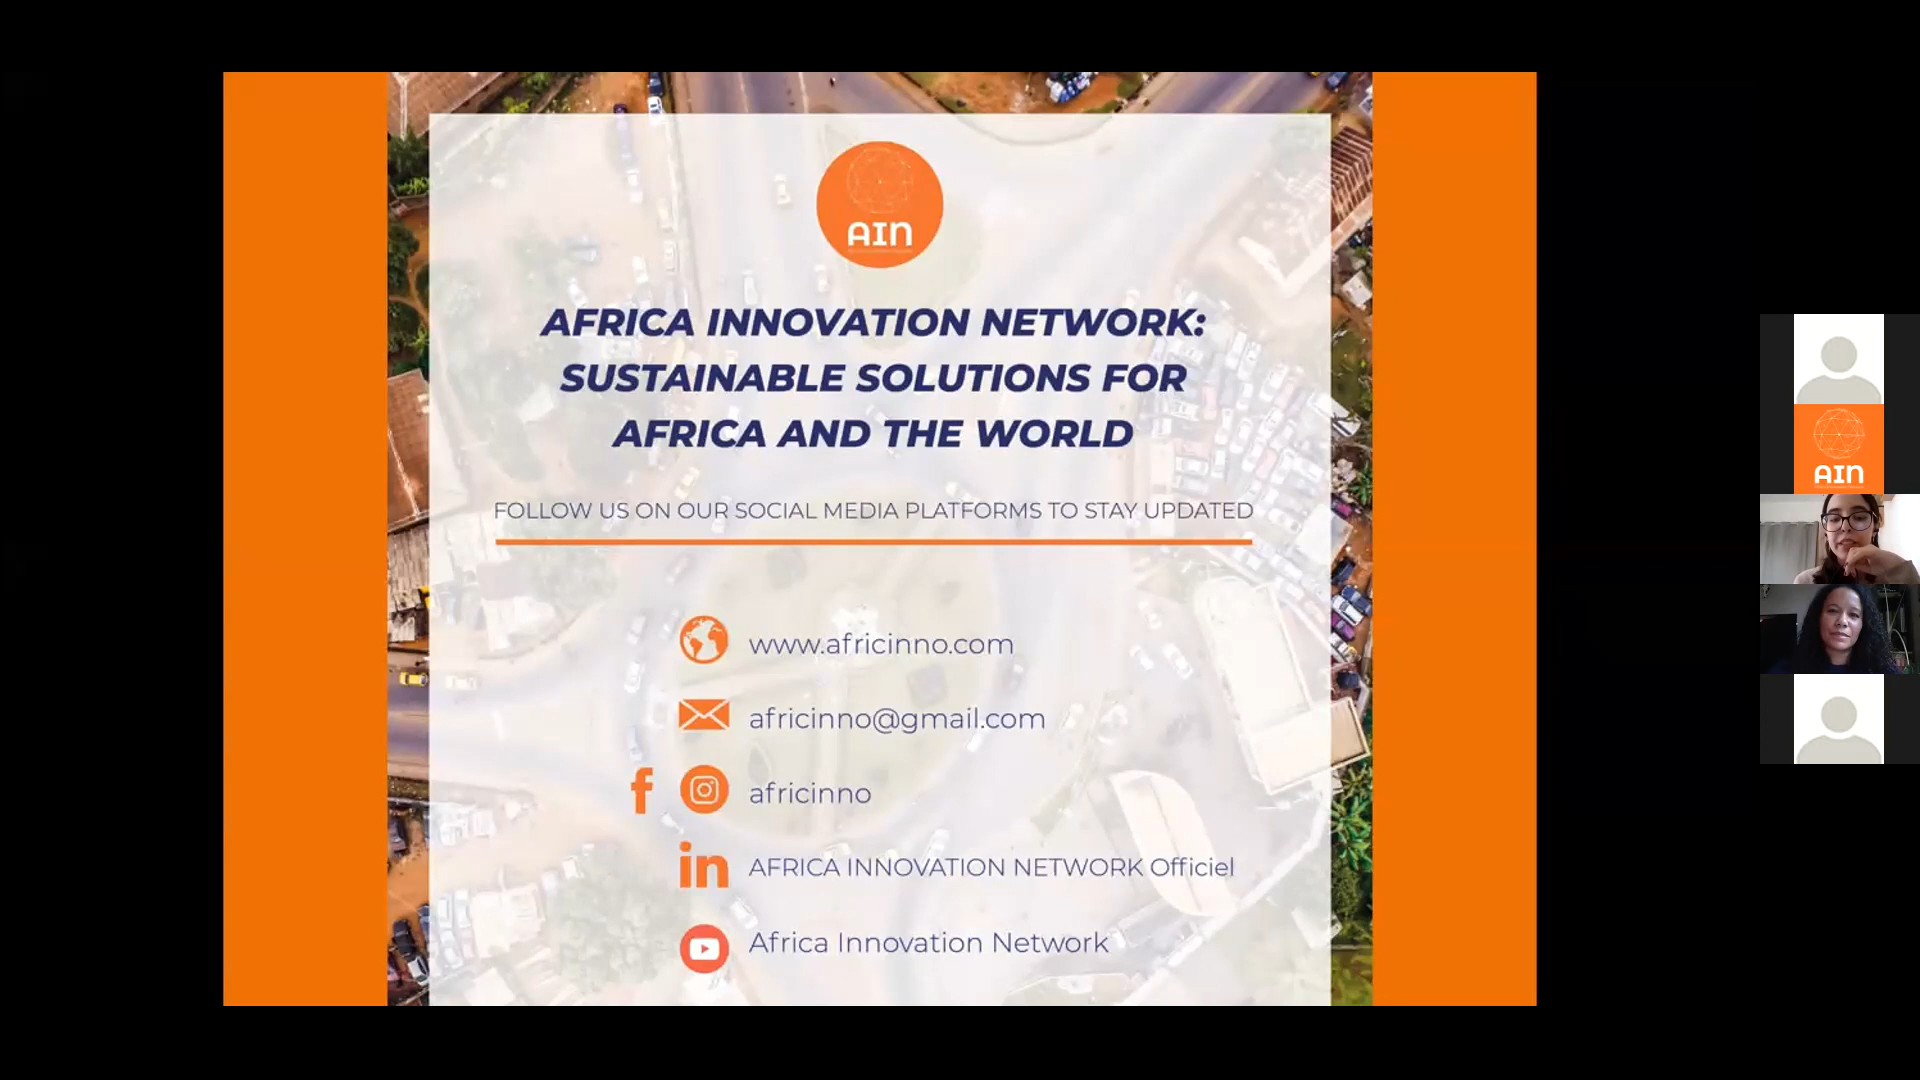 AIN
AFRICA INNOVATION NETWORK:
SUSTAINABLE SOLUTIONS FOR
AFRICA AND THE WORLD
FOLLOW US ON OUR SOCIAL MEDIA PLATFORMS TO STAY UPDATED
www.africinno.com
africinno@gmail.com
f
africinno
in
AFRICA INNOVATION NETWORK Officiel
Africa Innovation Network
AIN